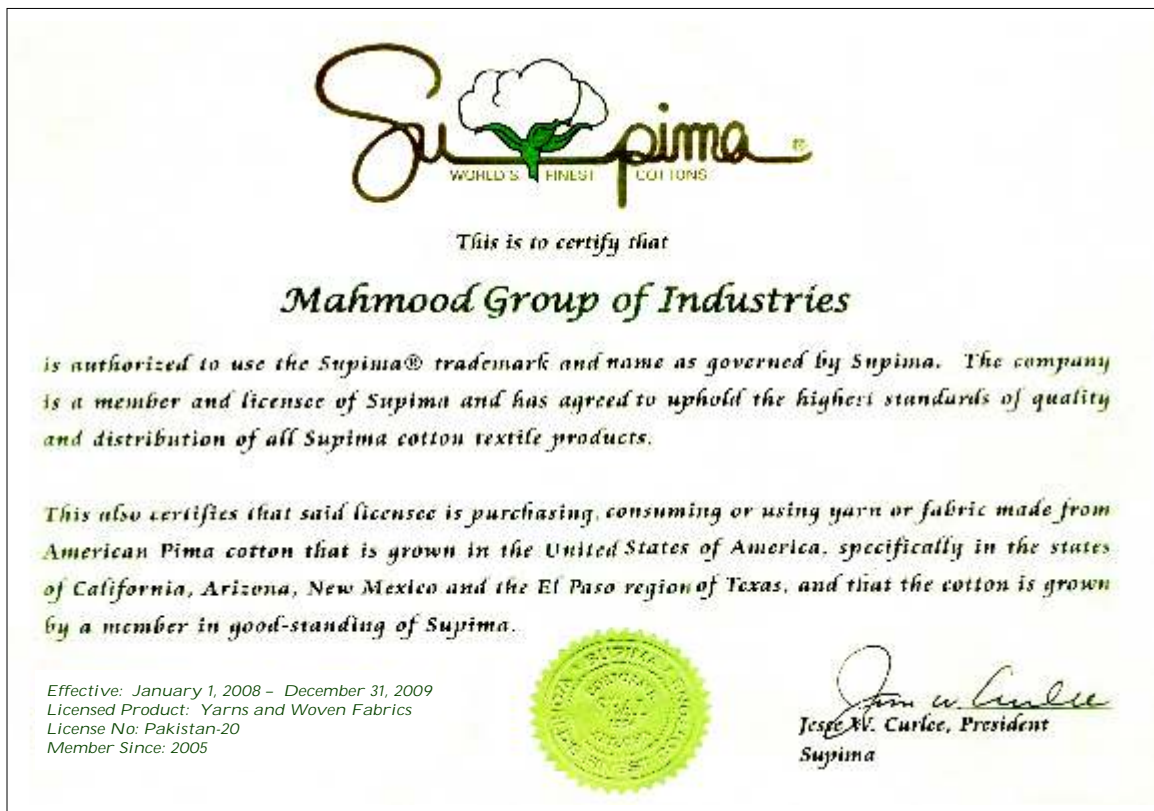 Supima ®
WORLD'S FINEST COTTONS
This is to certify that
Mahmood Group of Industries
is authorized to use the Supima® trademark and name as governed by Supima. The company
is a member and licensee of Supima and has agreed to uphold the highest standards of quality
and distribution of all Supima cotton textile products.
This also certifies that said licensee is purchasing, consuming or using yarn or fabric made from
American Pima cotton that is grown in the United States of America, specifically in the states
of California, Arizona, New Mexico and the El Paso region of Texas, and that the cotton is grown
by a member in good-standing of Supima.
Effective: January 1, 2008 – December 31, 2009
Licensed Product: Yarns and Woven Fabrics
License No: Pakistan-20
Member Since: 2005
SUPIMA
Jesse W. Curlee, President
Supima